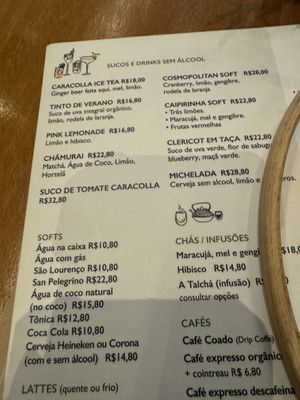 SUCOS E DRINKS SEM ÁLCOOL
CARACOLLA ICE TEA R$18,00
Ginger beer feita aqui, mel, limão.
TINTO DE VERANO R$16,80
Suco de uva integral orgânico,
limão, rodela de laranja.
PINK LEMONADE R$16,80
Limão e hibisco.
CHÁMURAI R$22,80
Matchá, Água de Coco, Limão,
Hortelã
SUCO DE TOMATE CARACOLLA
R$32,80
COSMOPOLITAN SOFT R$28,00
Cranberry, limão, gengibre,
rodela de laranja
CAIPIRINHA SOFT R$22,80
• Três limões.
• Maracujá, mel e gengibre.
• Frutas vermelhas
CLERICOT EM TAÇA R$22,80
Suco de uva verde, flor de
blueberry, maçã verde.
MICHELADA R$28,80
Cerveja sem álcool, limão e
SOFTS
Água na caixa R$10,80
Água com gás
São Lourenço R$10,80
San Pelegrino R$22,80
Água de coco natural
(no coco) R$15,80
Tônica R$12,80
Coca Cola R$10,80
Cerveja Heineken ou Corona
(com e sem álcool) R$14,80
LATTES (quente ou frio)
CHÁS / INFUSÕES
Maracujá, mel e
Hibisco R$14,80
A Talchá (infusão) R$
consultar opções
CAFÉS
Café Coado (Drip
Café expresso
+ cointreau R$ 6,80
Café expresso